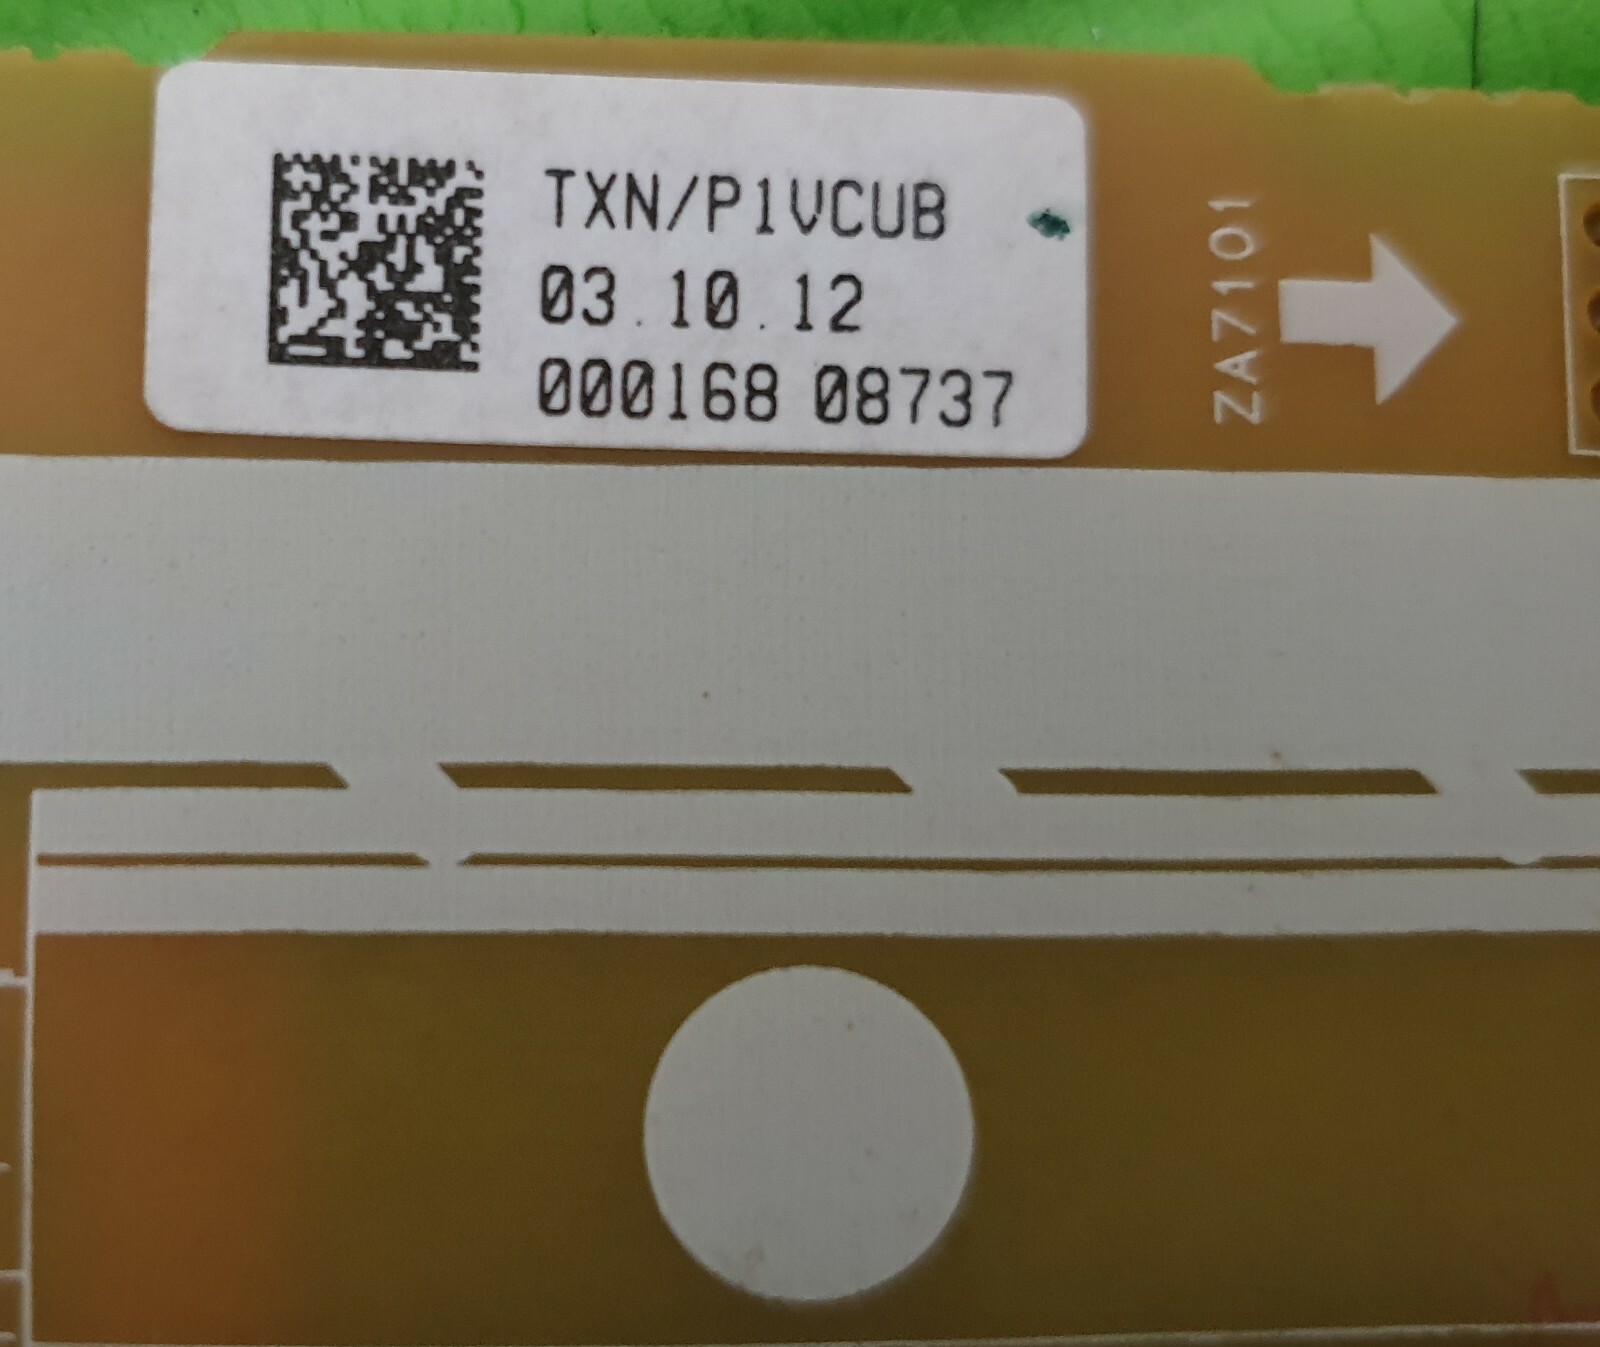 TXN/P1VCUB
03.10.12
000168 08737
ZA7101